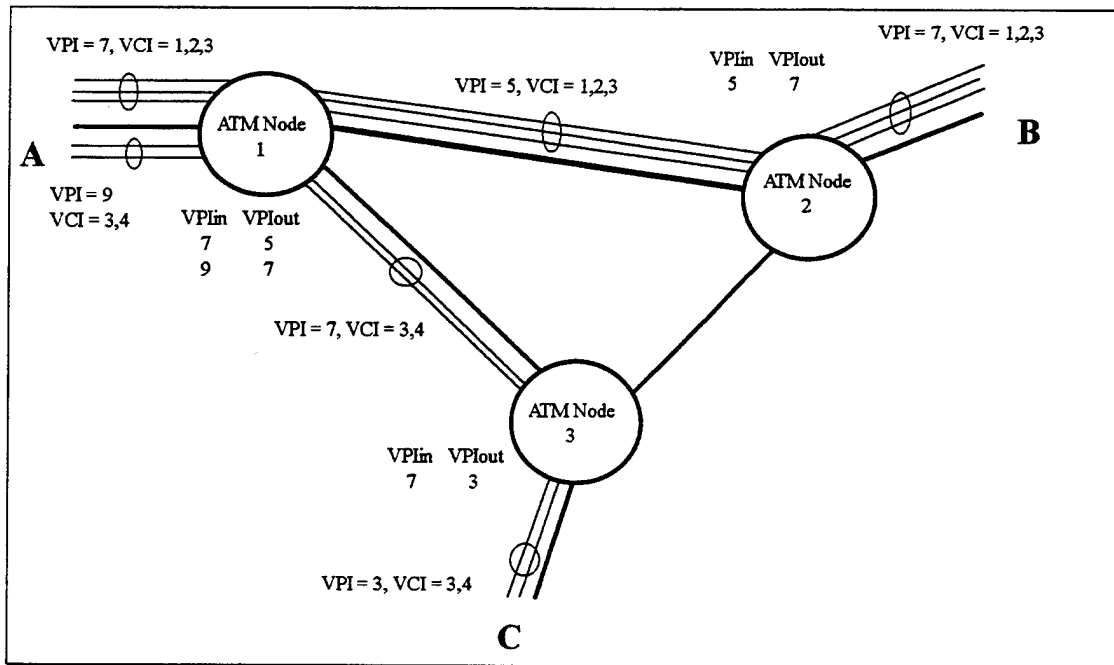 VPI = 7, VCI = 1,2,3
VPI = 7, VCI = 1,2,3
VPIin VPIout
5 7
VPI = 5, VCI = 1,2,3
ATM Node
1
A
B
ATM Node
2
VPI = 9
VCI = 3,4
VPIin VPIout
7 5
9 7
VPI = 7, VCI = 3,4
ATM Node
3
VPIin VPIout
7 3
VPI = 3, VCI = 3,4
C